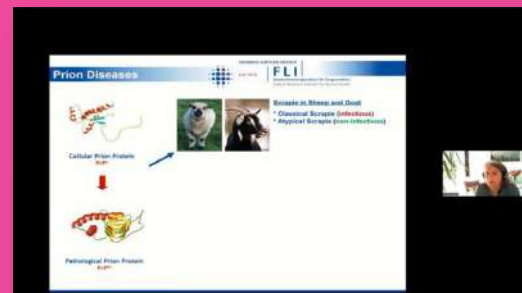 Prion Diseases
FLI
Scrapie in Sheep and Goat
* Classical Scrapie (infectious)
* Atypical Scrapie (non-infectious)
Cellular Prion Protein
Pathological Prion Protein